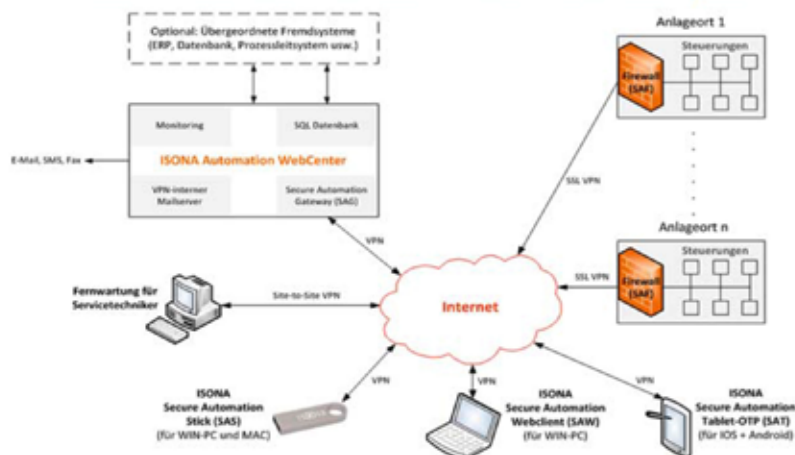 Optional: Übergeordnete Fremdsysteme
(ERP, Datenbank, Prozessleitsystem usw.)
Monitoring
SQL Datenbank
ISONA Automation WebCenter
E-Mail, SMS, Fax
VPN-interner
Mailserver
Secure Automation
Gateway (SAG)
VPN
Anlageort 1
Steuerungen
Firewall
(SAF)
SSL VPN
Anlageort n
Steuerungen
Firewall
(SAF)
SSL VPN
Fernwartung für
Servicetechniker
Site-to-Site VPN
Internet
VPN
VPN
VPN
ISONA
Secure Automation
Stick (SAS)
(für WIN-PC und MAC)
ISONA
Secure Automation
Webclient (SAW)
(für WIN-PC)
ISONA
Secure Automation
Tablet-OTP (SAT)
(für IOS + Android)